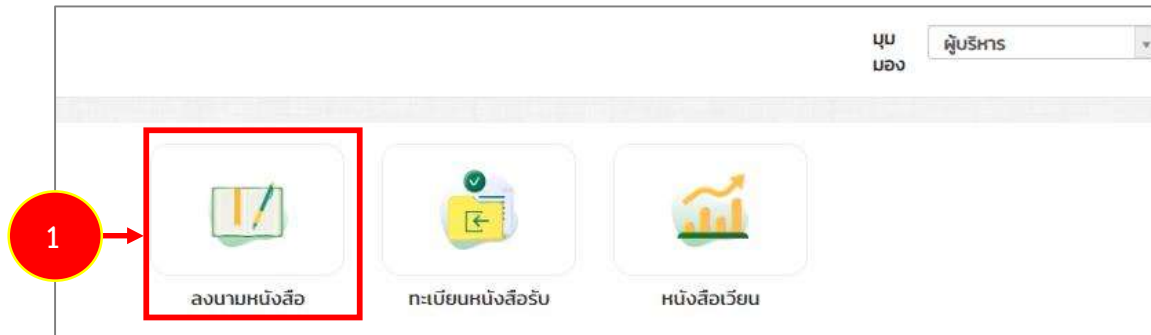 มุม
มอง
ผู้บริหาร
1
ลงนามหนังสือ
ทะเบียนหนังสือรับ
หนังสือเวียน